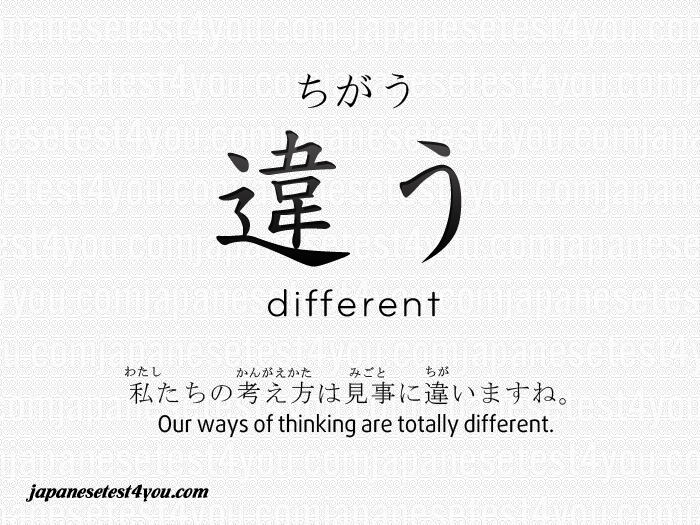 ちがう
違う
different
わたし かんがえかた みごと ちが
私たちの考え方は見事に違いますね。
Our ways of thinking are totally different.
japanesetest4you.com